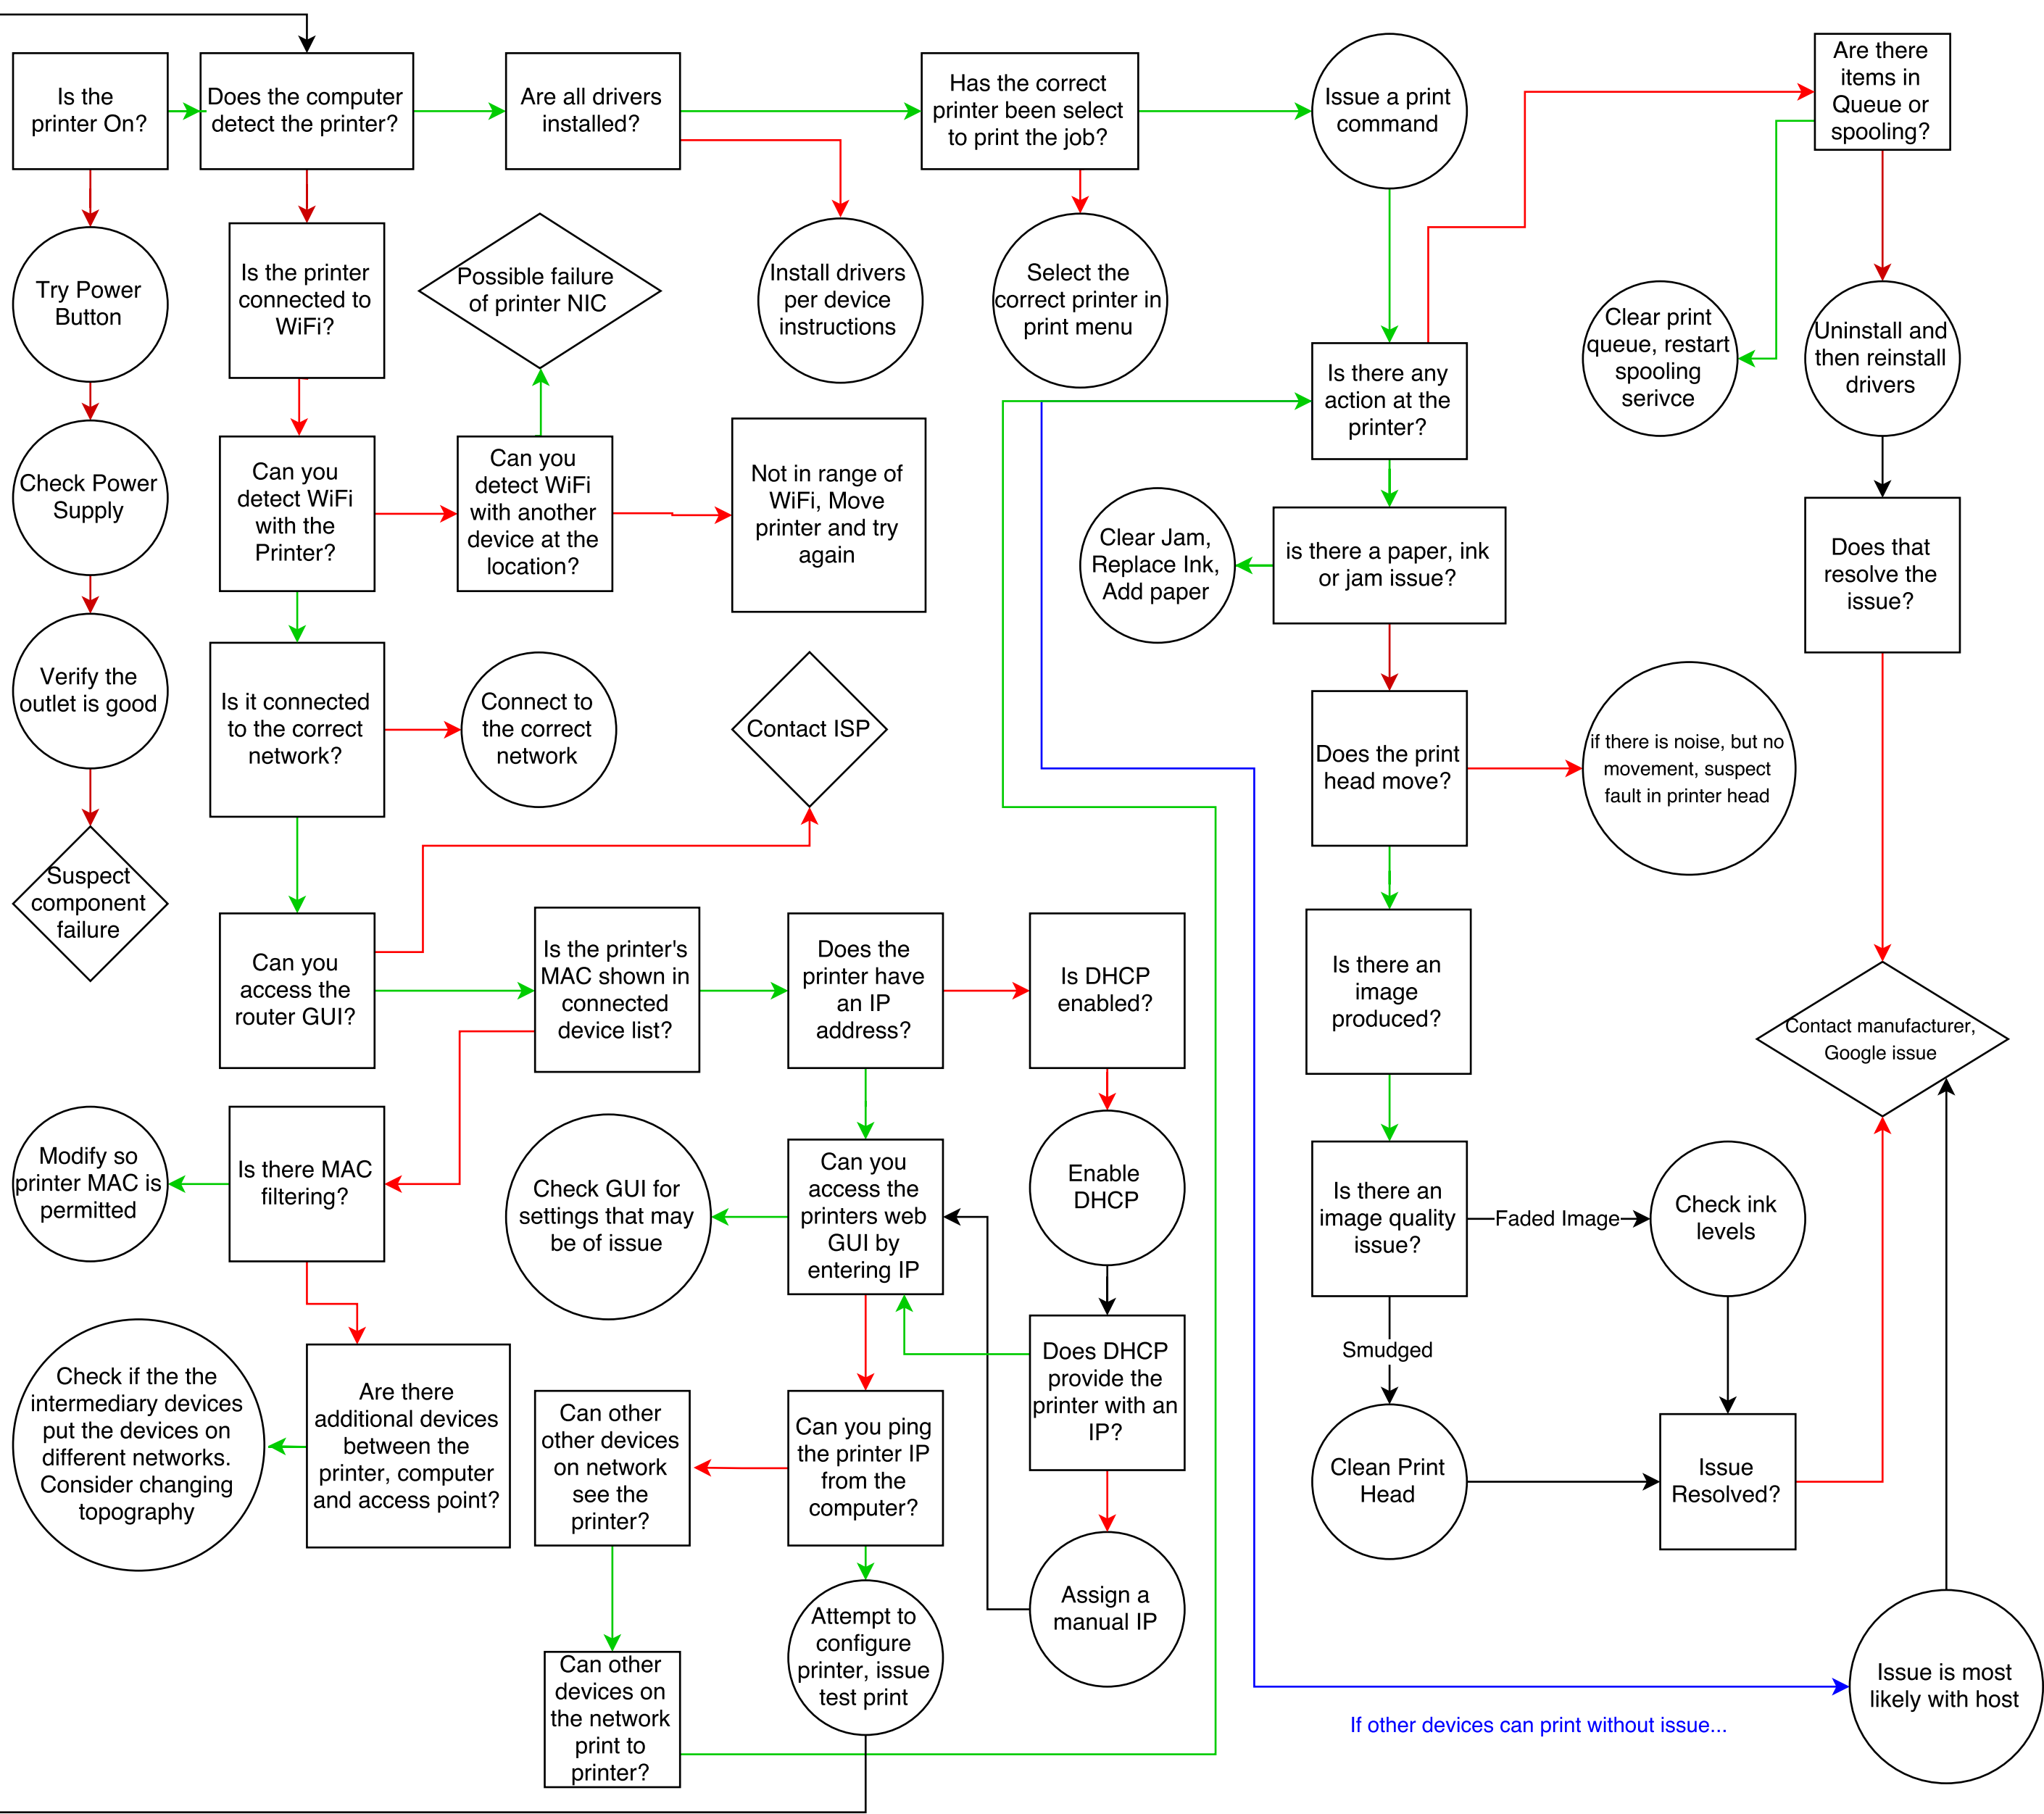 Is the
printer On?
Does the computer
detect the printer?
Are all drivers
installed?
Has the correct
printer been select
to print the job?
Issue a print
command
Are there
items in
Queue or
spooling?
Try Power
Button
Is the printer
connected to
WiFi?
Possible failure
of printer NIC
Install drivers
per device
instructions
Select the
correct printer in
print menu
Is there any
action at the
printer?
Clear print
queue, restart
spooling
serivce
Uninstall and
then reinstall
drivers
Check Power
Supply
Can you
detect WiFi
with the
Printer?
Can you
detect WiFi
with another
device at the
location?
Not in range of
WiFi, Move
printer and try
again
Clear Jam,
Replace Ink,
Add paper
is there a paper, ink
or jam issue?
Does that
resolve the
issue?
Verify the
outlet is good
Is it connected
to the correct
network?
Connect to
the correct
network
Contact ISP
Does the print
head move?
if there is noise, but no
movement, suspect
fault in printer head
Suspect
component
failure
Can you
access the
router GUI?
Is the printer's
MAC shown in
connected
device list?
Does the
printer have
an IP
address?
Is DHCP
enabled?
Is there an
image
produced?
Contact manufacturer,
Google issue
Modify so
printer MAC is
permitted
Is there MAC
filtering?
Check GUI for
settings that may
be of issue
Can you
access the
printers web
GUI by
entering IP
Enable
DHCP
Is there an
image quality
issue?
Faded Image
Check ink
levels
Smudged
Check if the the
intermediary devices
put the devices on
different networks.
Consider changing
topography
Are there
additional devices
between the
printer, computer
and access point?
Can other
other devices
on network
see the
printer?
Can you ping
the printer IP
from the
computer?
Does DHCP
provide the
printer with an
IP?
Clean Print
Head
Issue
Resolved?
Can other
devices on
the network
print to
printer?
Attempt to
configure
printer, issue
test print
Assign a
manual IP
Issue is most
likely with host
If other devices can print without issue...